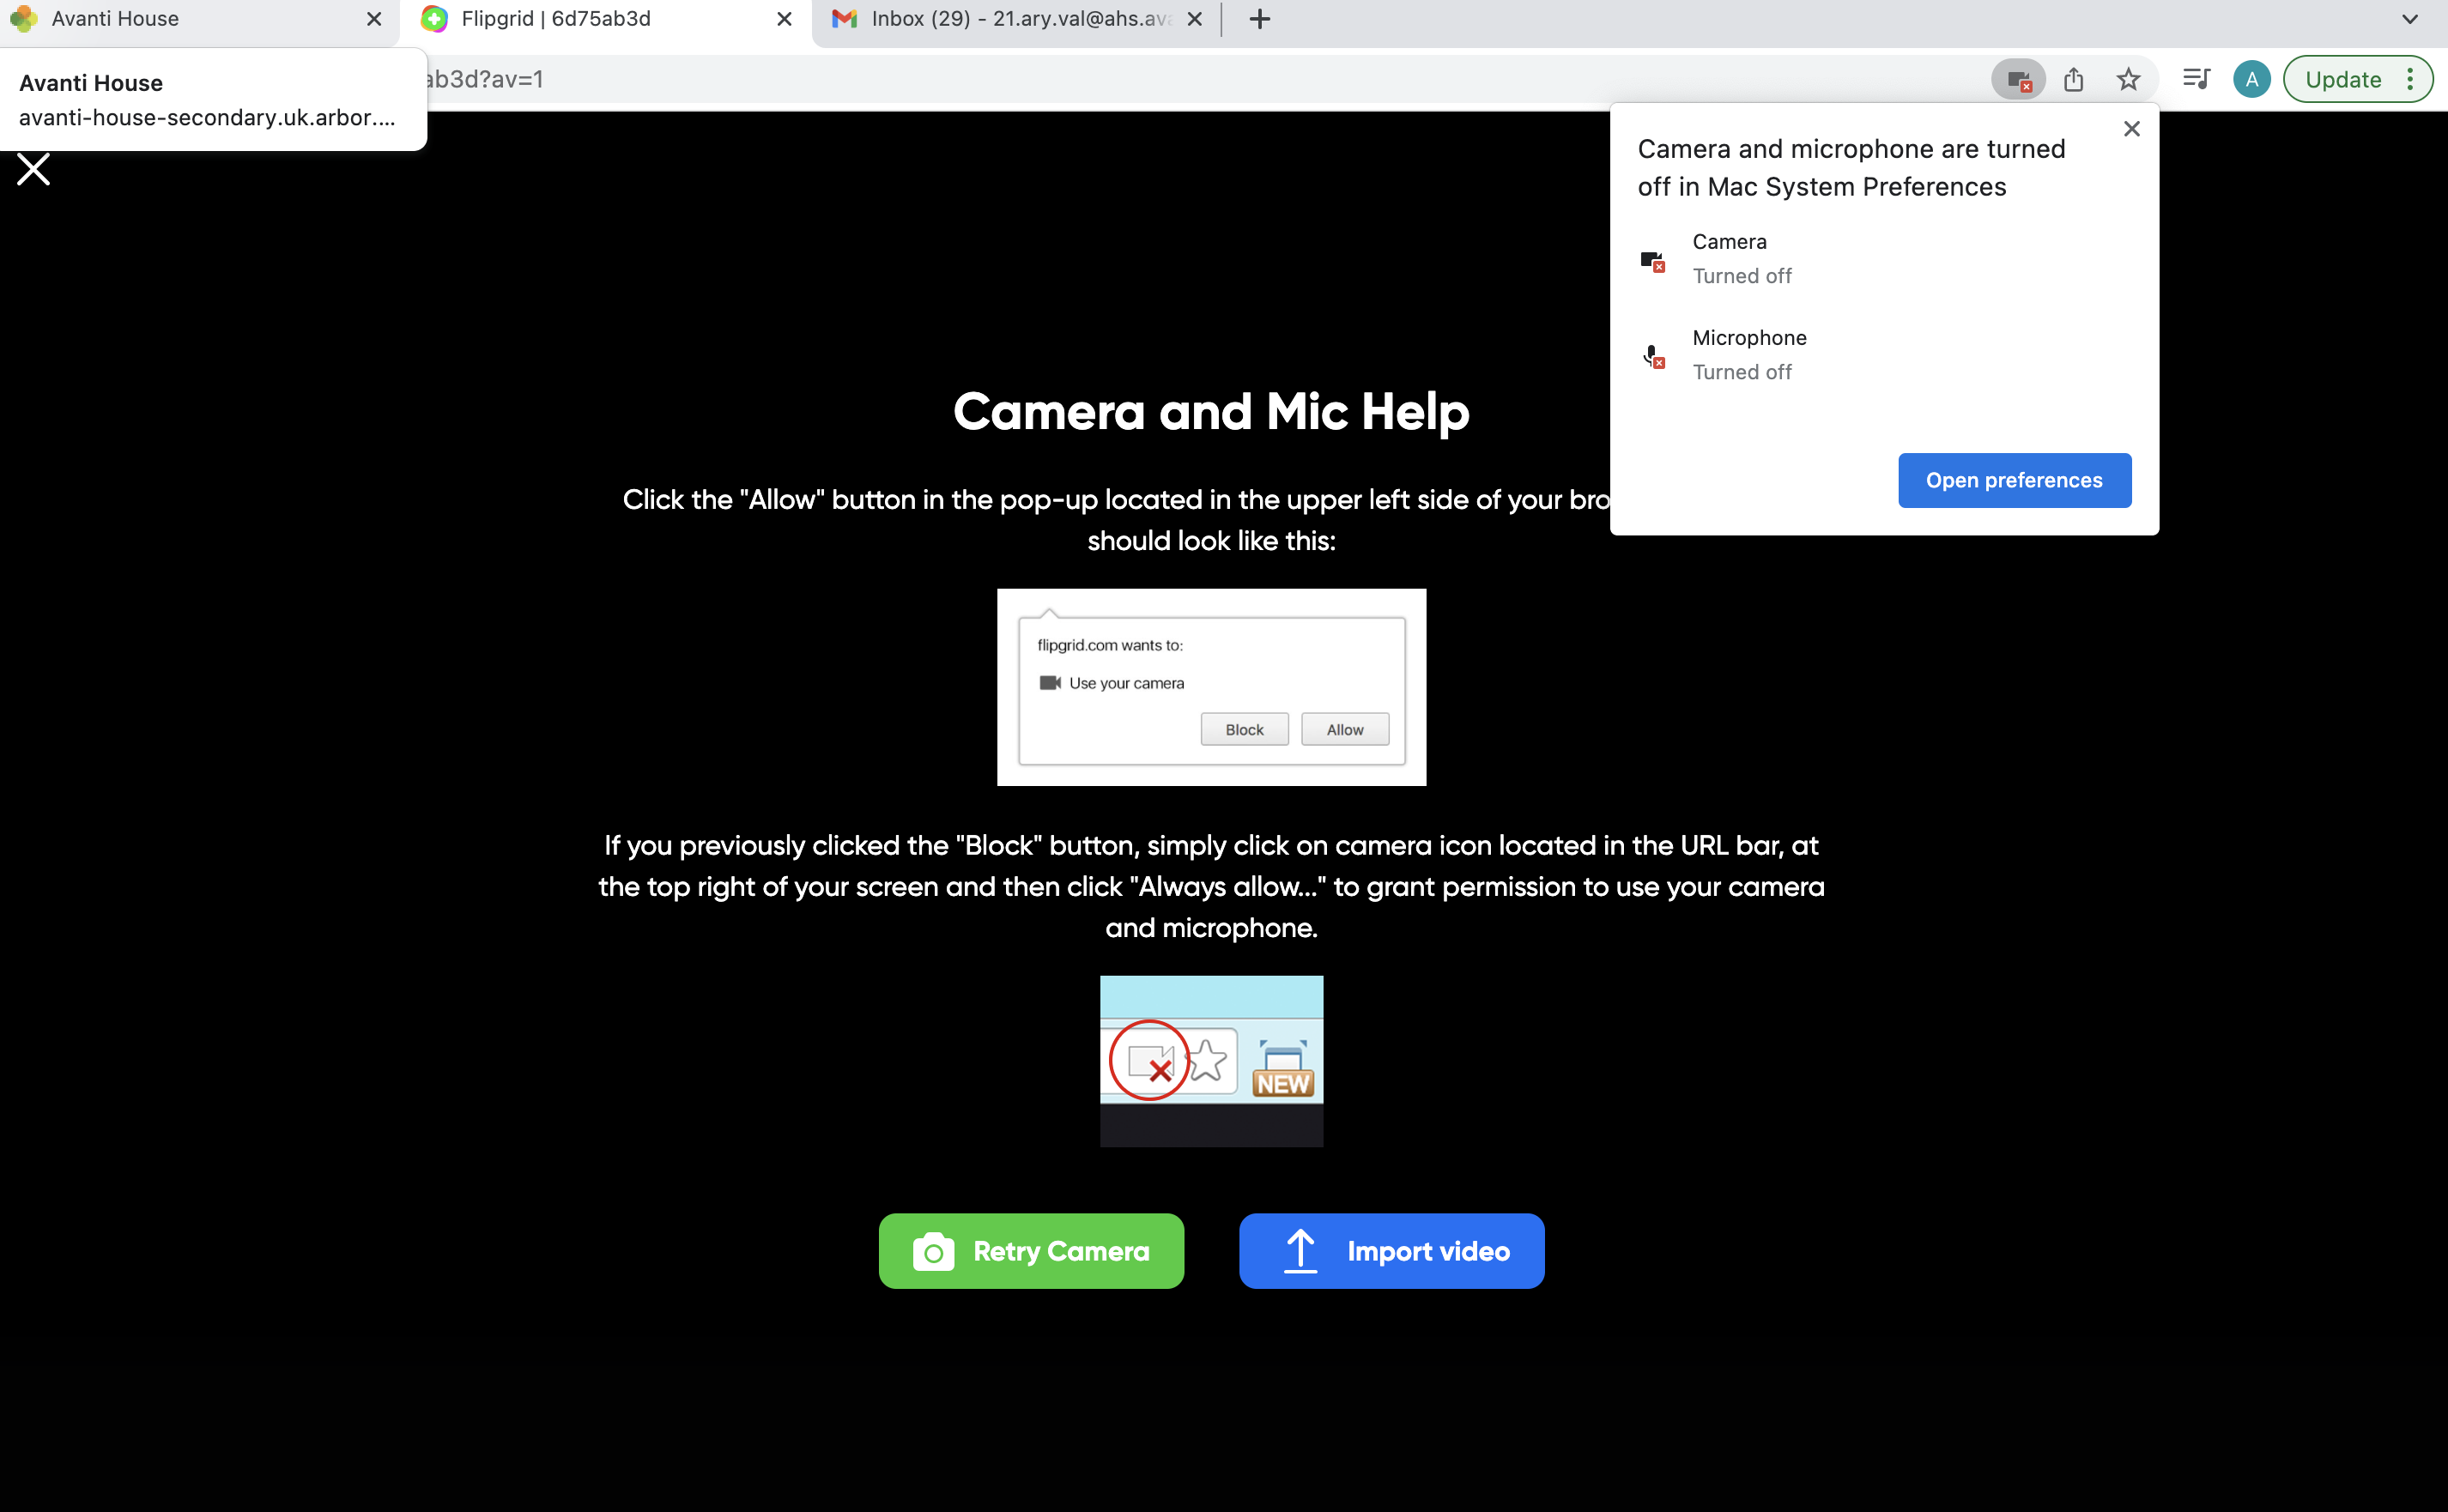 Avanti House
Flipgrid | 6d75ab3d
Inbox (29) - 21.ary.val@ahs.ava
Avanti House
avanti-house-secondary.uk.arbor....
ab3d?av=1
A
Update
Camera and microphone are turned
off in Mac System Preferences
Camera
Turned off
Microphone
Turned off
Open preferences
Camera and Mic Help
Click the "Allow" button in the pop-up located in the upper left side of your bro
should look like this:
flipgrid.com wants to:
Use your camera
Block
Allow
If you previously clicked the "Block" button, simply click on camera icon located in the URL bar, at
the top right of your screen and then click "Always allow..." to grant permission to use your camera
and microphone.
NEW
Retry Camera
Import video